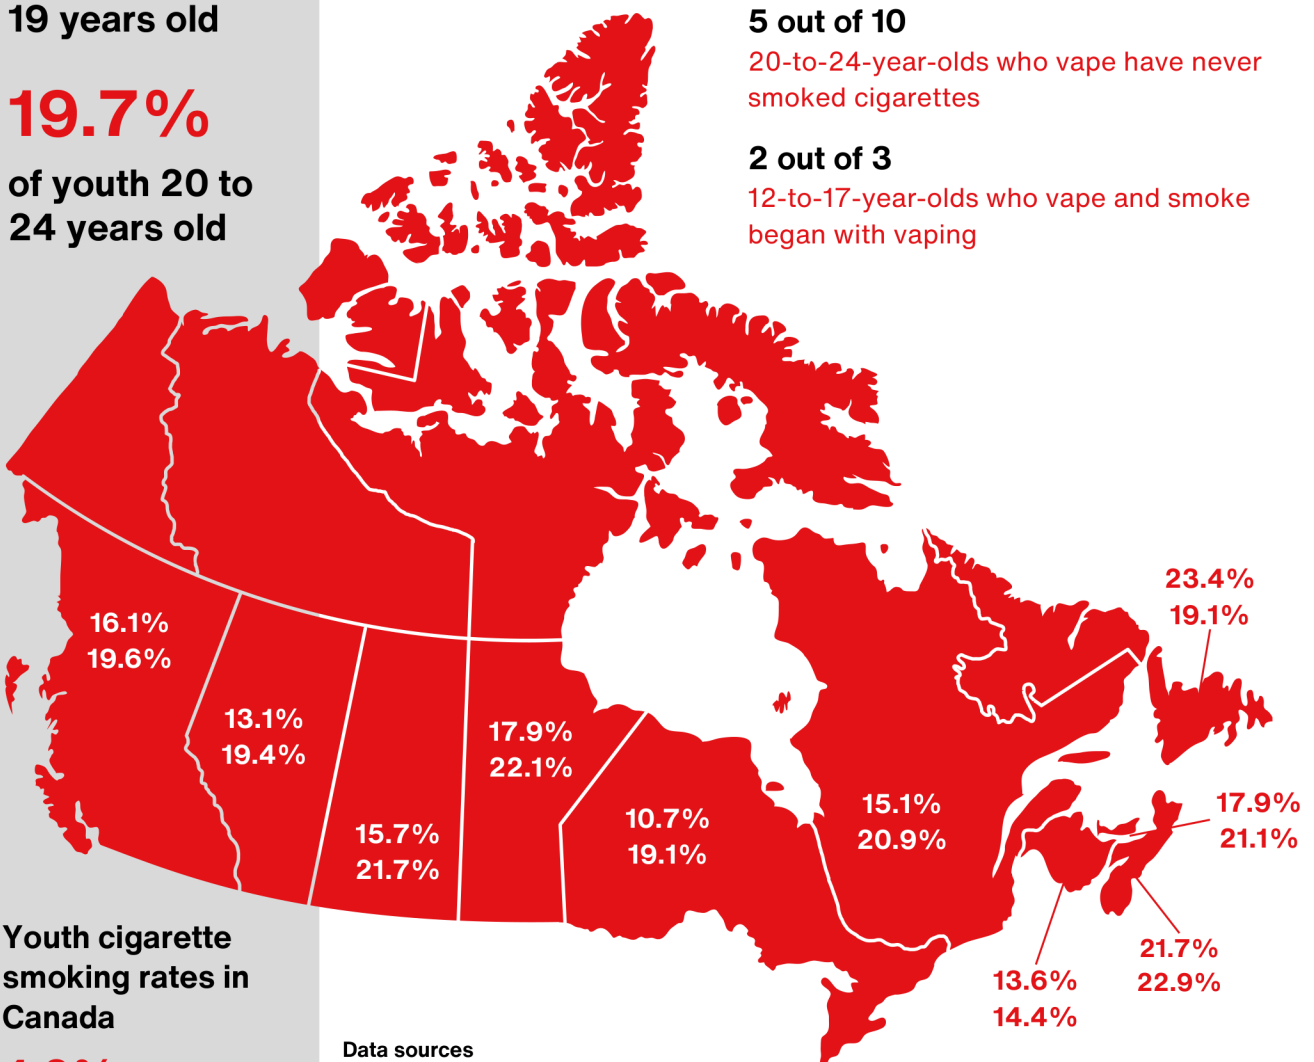 19 years old
19.7%
of youth 20 to
24 years old
5 out of 10
20-to-24-year-olds who vape have never
smoked cigarettes
2 out of 3
12-to-17-year-olds who vape and smoke
began with vaping
23.4%
19.1%
16.1%
19.6%
13.1%
19.4%
17.9%
22.1%
15.7%
21.7%
10.7%
19.1%
15.1%
20.9%
17.9%
21.1%
21.7%
22.9%
13.6%
14.4%
Youth cigarette
smoking rates in
Canada
Data sources